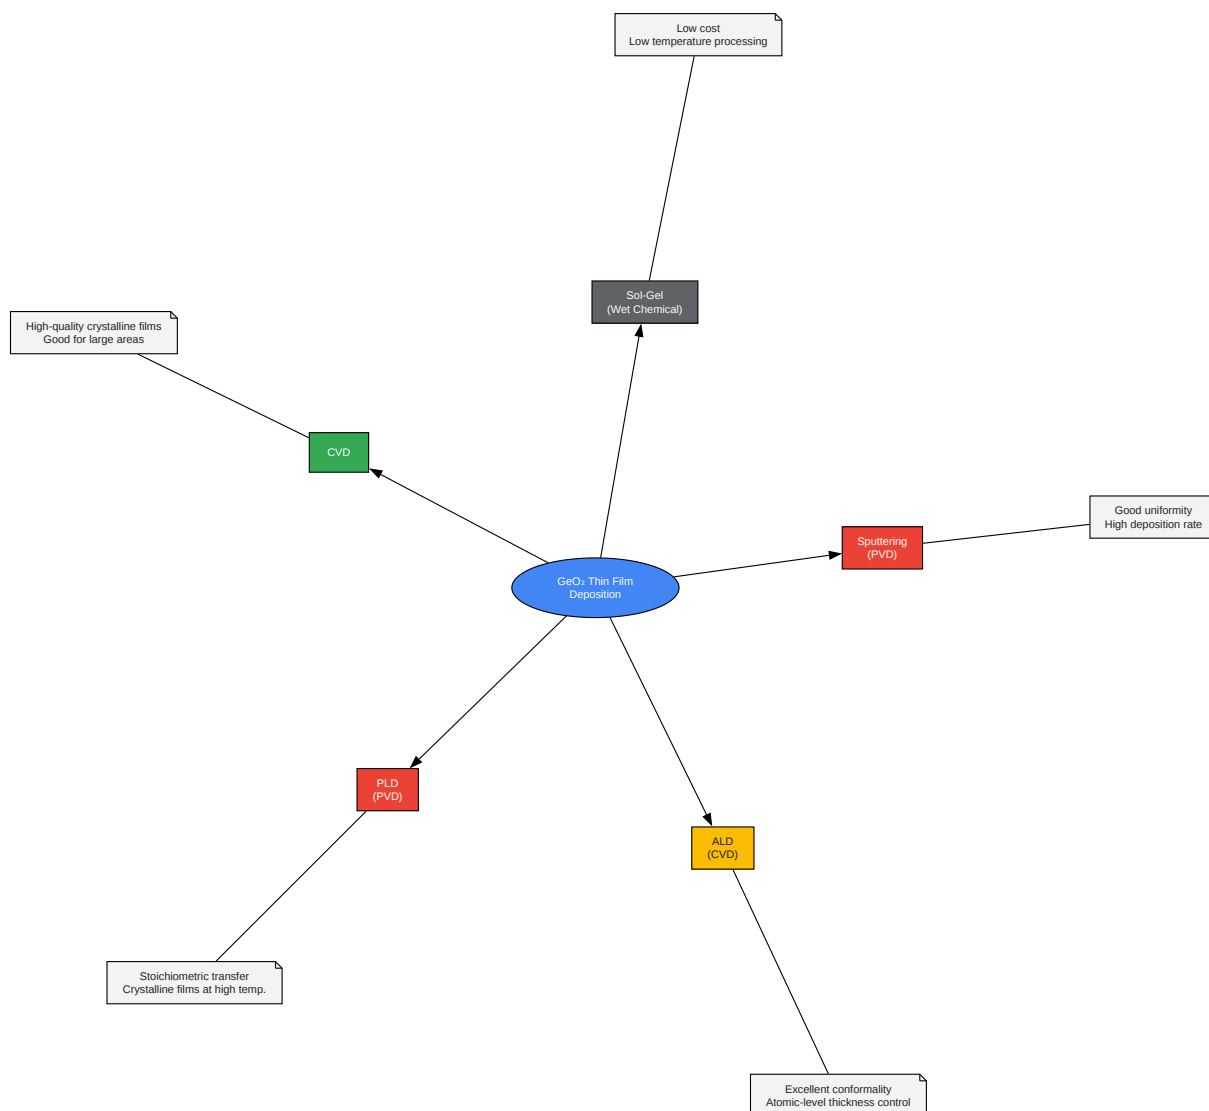 Low cost
Low temperature processing
Sol-Gel
(Wet Chemical)
High-quality crystalline films
Good for large areas
CVD
Good uniformity
High deposition rate
Sputtering
(PVD)
GeO₂ Thin Film
Deposition
PLD
(PVD)
ALD
(CVD)
Stoichiometric transfer
Crystalline films at high temp.
Excellent conformality
Atomic-level thickness control